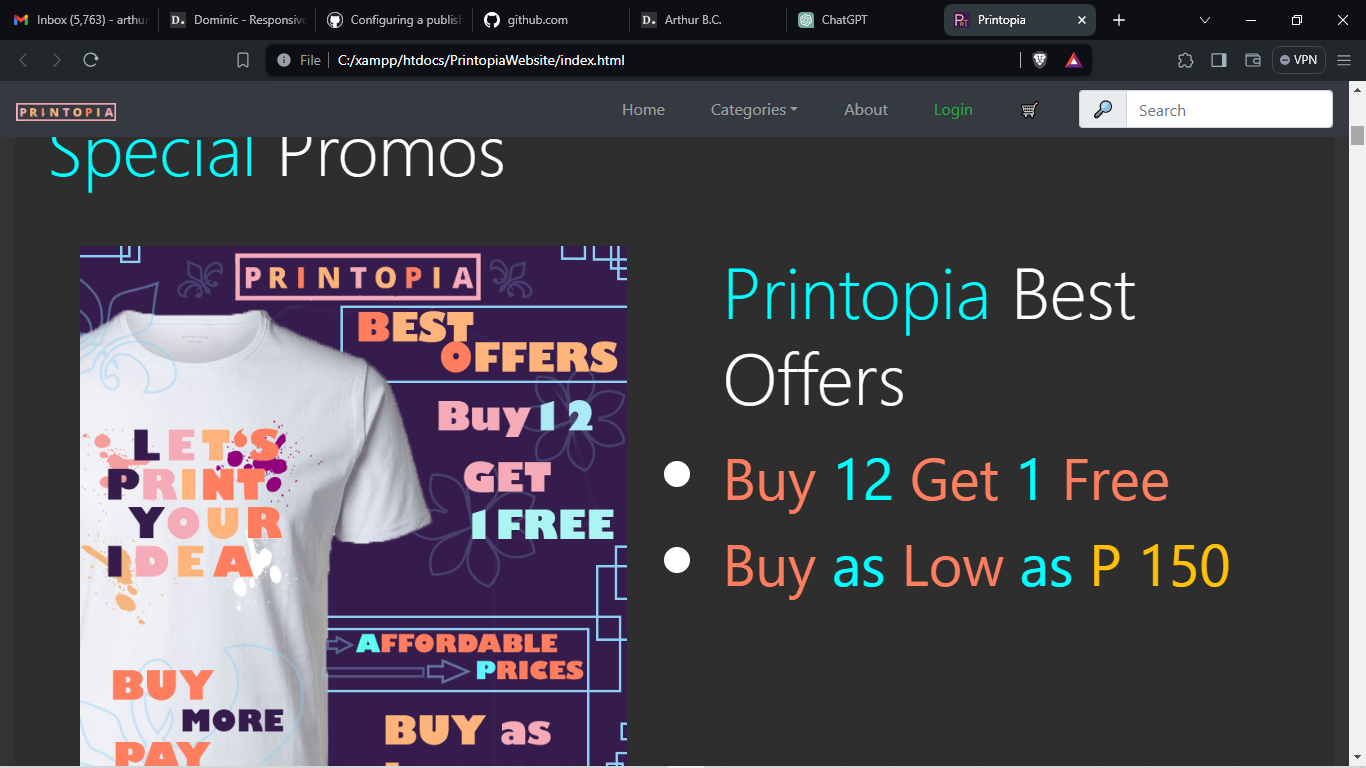 Inbox (5,763) - arthur
Dominic - Responsive
Configuring a publish
github.com
Arthur B.C.
ChatGPT
Printopia
File
C:/xampp/htdocs/PrintopiaWebsite/index.html
VPN
PRINTOPIA
Home
Categories
About
Login
Search
Special Promos
PRINTOPIA
BEST
OFFERS
Buy 12
GET
1 FREE
LET'S
PRINT
YOUR
IDEA
AFFORDABLE
PRICES
BUY
MORE
PAY
BUY as
Printopia Best
Offers
Buy 12 Get 1 Free
Buy as Low as P 150